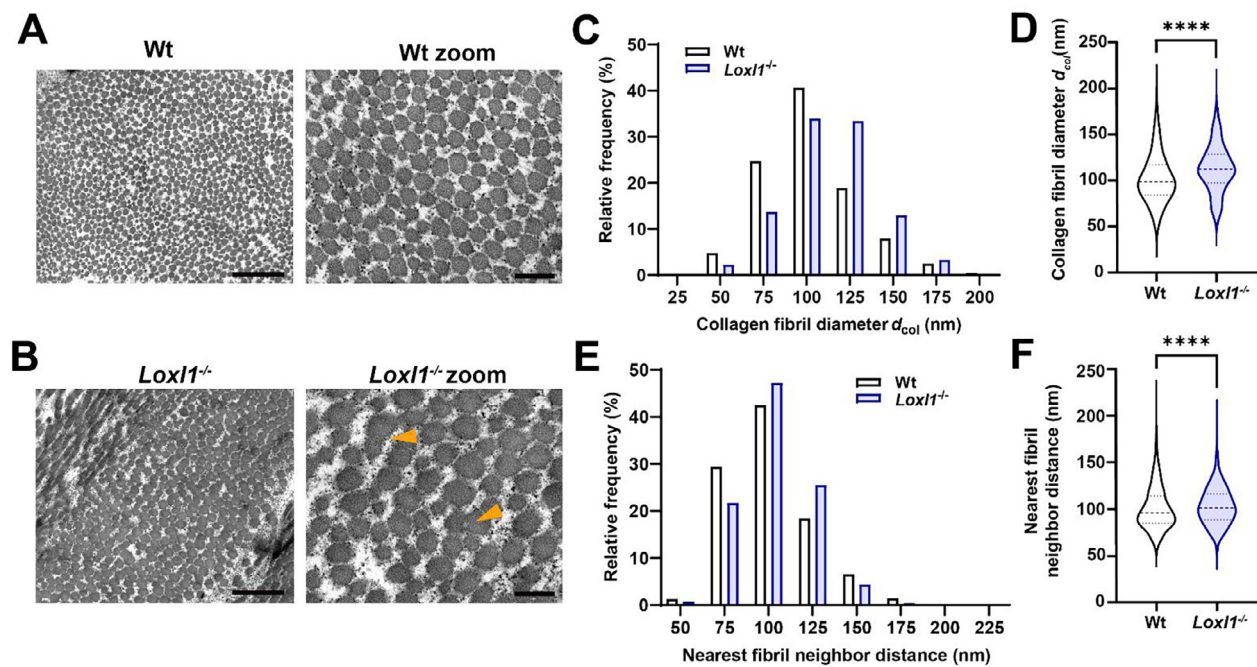 A
Wt
Wt zoom
B
Loxl1-/-
Loxl1-/- zoom
C
Wt
Loxl1-/-
Relative frequency (%)
50
40
30
20
10
0
25 50 75 100 125 150 175 200
Collagen fibril diameter dcol (nm)
D
****
Collagen fibril diameter dcol(nm)
250
200
150
100
50
0
Wt Loxl1-/-
E
Wt
Loxl1-/-
Relative frequency (%)
50
40
30
20
10
0
50 75 100 125 150 175 200 225
Nearest fibril neighbor distance (nm)
F
****
Nearest fibril
neighbor distance (nm)
250
200
150
100
50
0
Wt Loxl1-/-